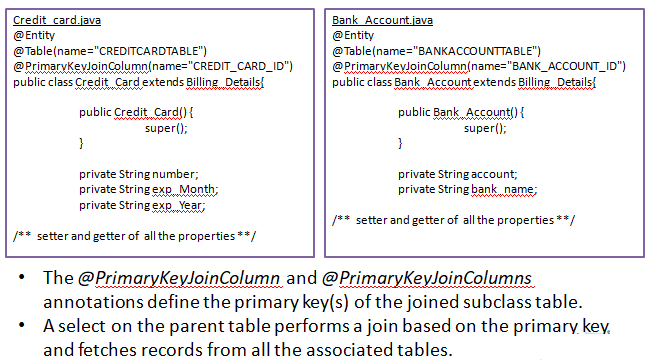 Credit_card.java
@Entity
@Table(name="CREDITCARDTABLE")
@PrimaryKeyJoinColumn(name="CREDIT_CARD_ID")
public class Credit_Card extends Billing_Details{
public Credit_Card() {
super();
}
private String number;
private String exp_Month;
private String exp_Year;
/** setter and getter of all the properties **/
Bank_Account.java
@Entity
@Table(name="BANKACCOUNTTABLE")
@PrimaryKeyJoinColumn(name="BANK_ACCOUNT_ID")
public class Bank_Account extends Billing_Details{
public Bank_Account() {
super();
}
private String account;
private String bank_name;
/** setter and getter of all the properties **/
• The @PrimaryKeyJoinColumn and @PrimaryKeyJoinColumns
annotations define the primary key(s) of the joined subclass table.
• A select on the parent table performs a join based on the primary key,
and fetches records from all the associated tables.